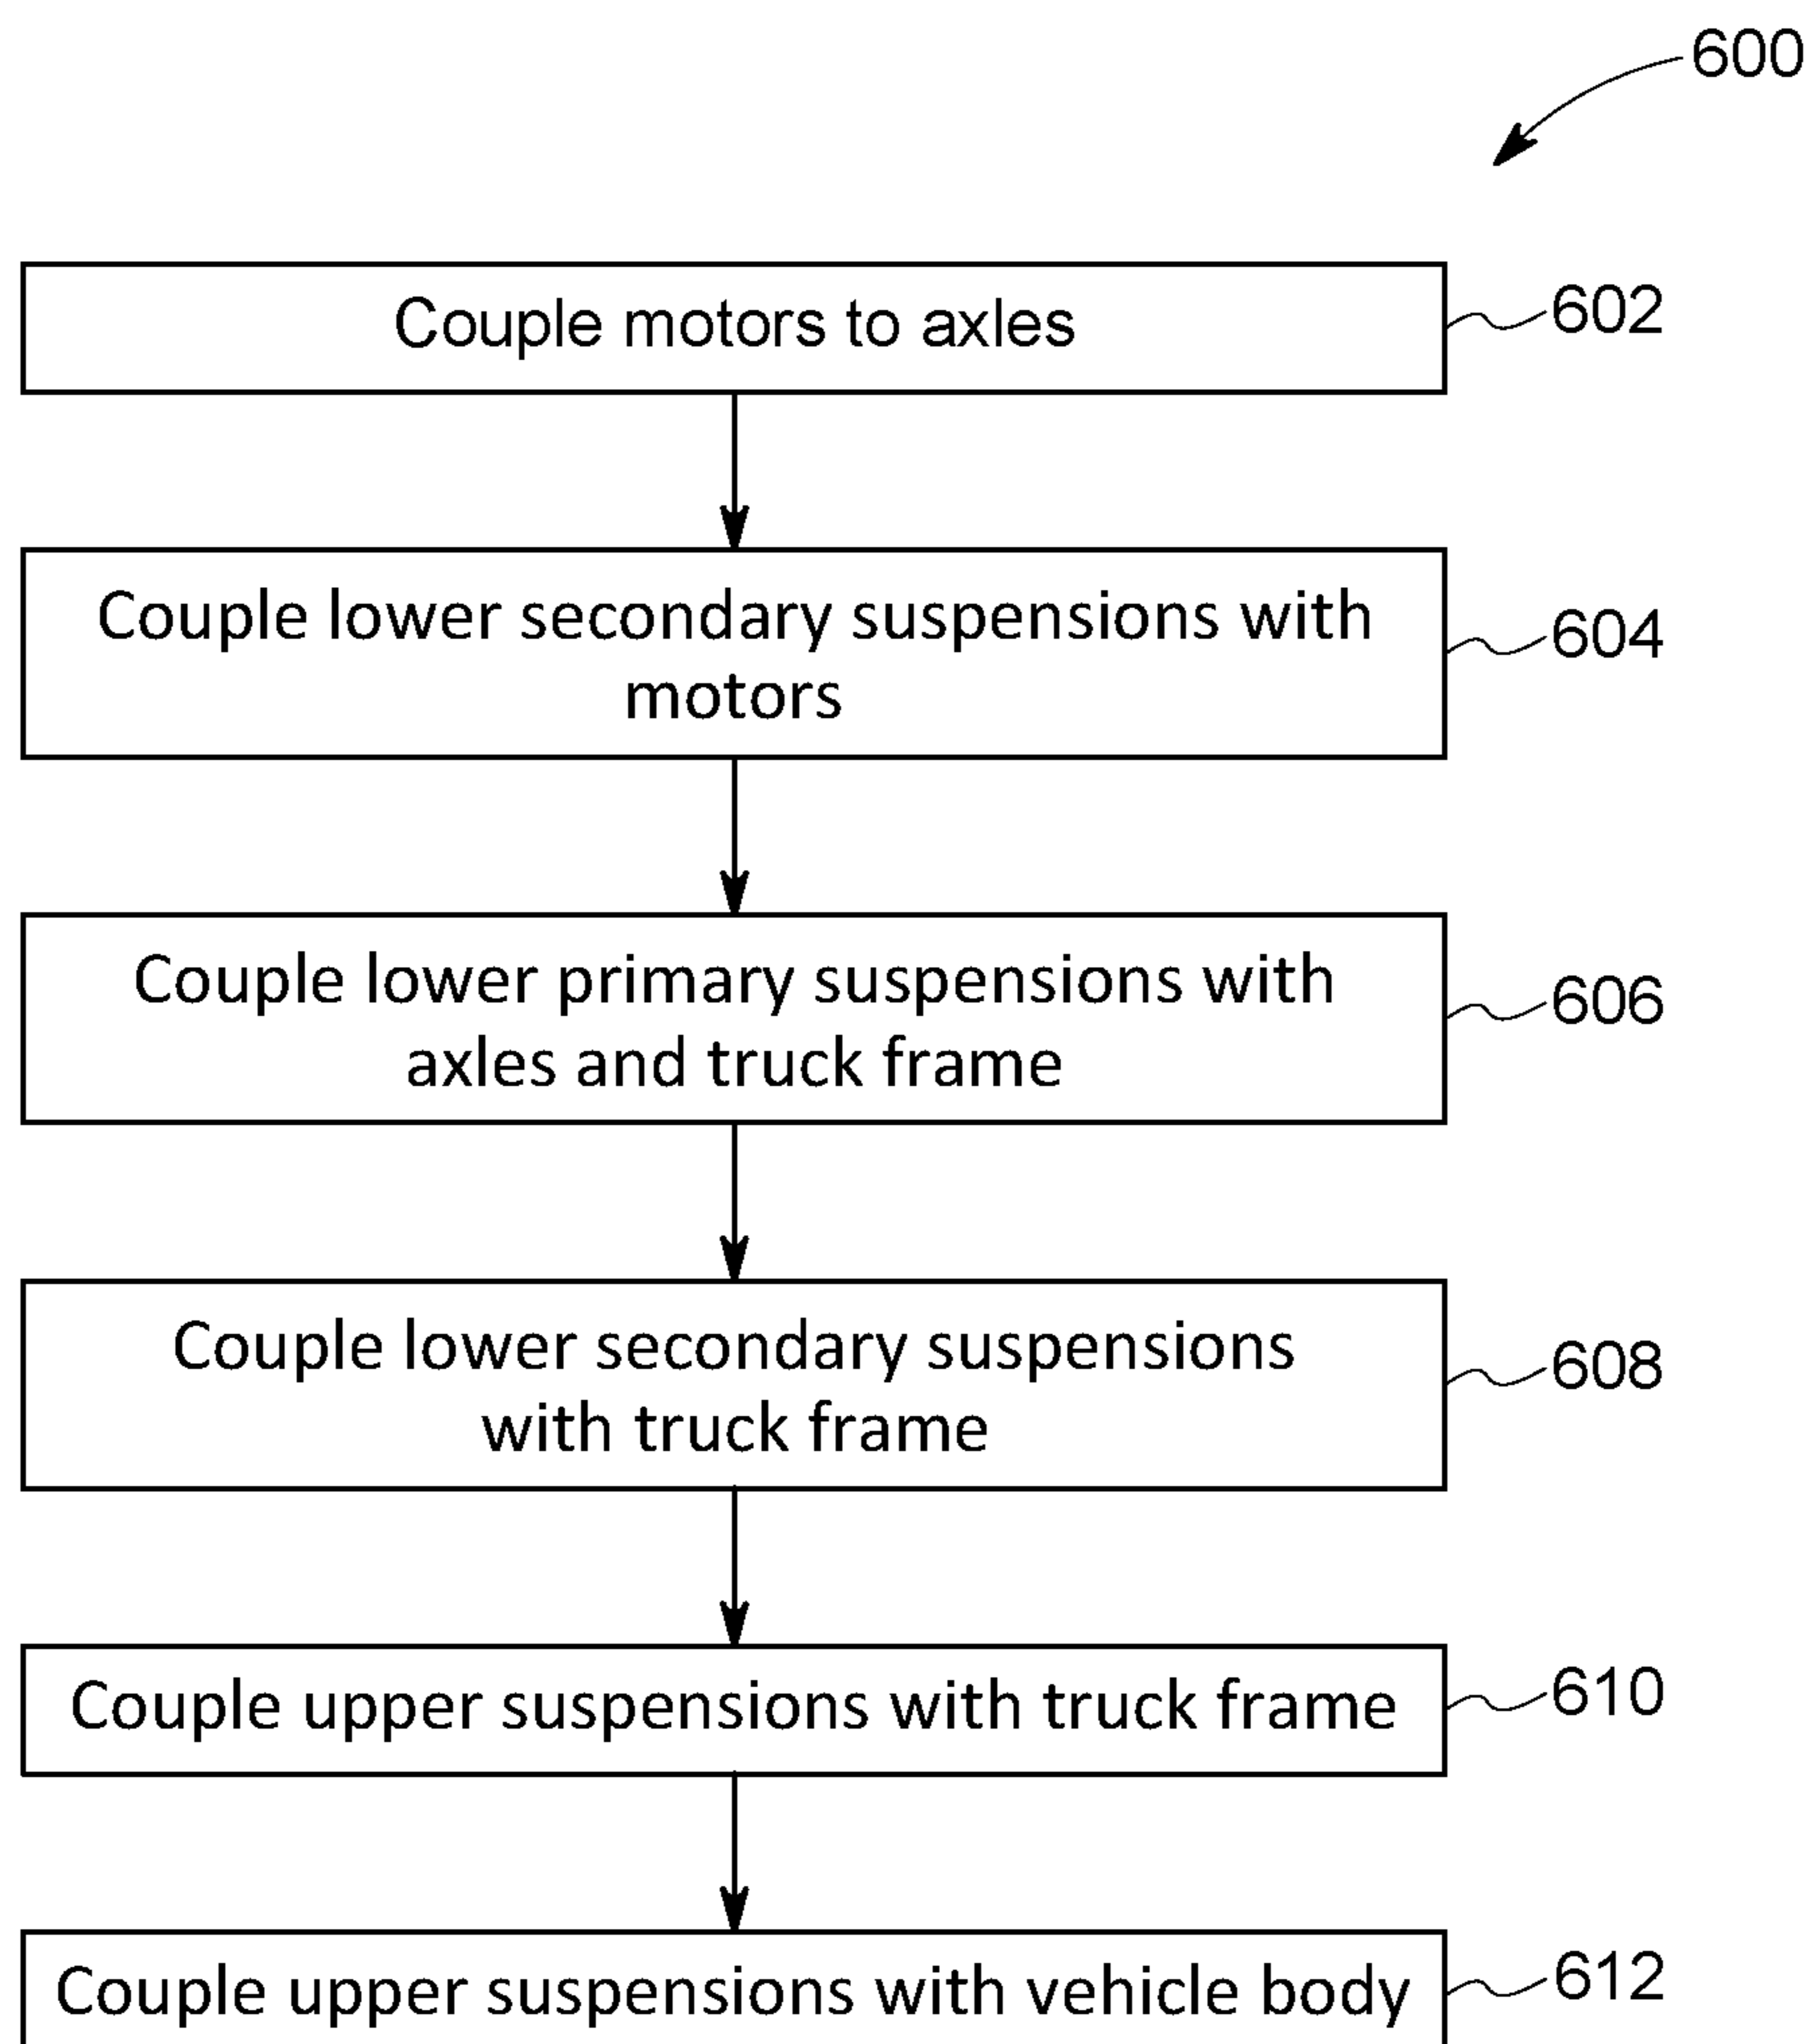 600
Couple motors to axles
602
Couple lower secondary suspensions with
motors
604
Couple lower primary suspensions with
axles and truck frame
606
Couple lower secondary suspensions
with truck frame
608
Couple upper suspensions with truck frame
610
Couple upper suspensions with vehicle body
612